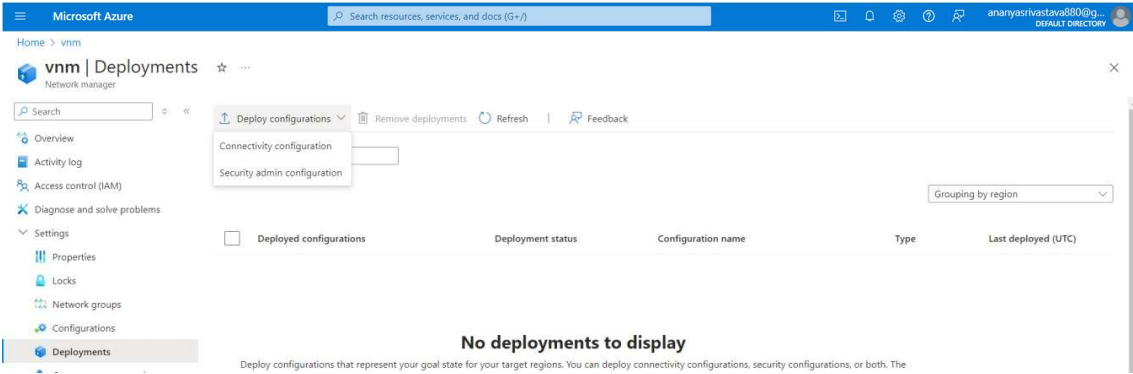 Microsoft Azure
Search resources, services, and docs (G+/)
ananyasrivastava880@g...
DEFAULT DIRECTORY
Home > vnm
vnm | Deployments
Network manager
Search
Deploy configurations
Remove deployments
Refresh
Feedback
Overview
Activity log
Access control (IAM)
Diagnose and solve problems
Settings
Properties
Locks
Network groups
Configurations
Deployments
Connectivity configuration
Security admin configuration
Grouping by region
Deployed configurations
Deployment status
Configuration name
Type
Last deployed (UTC)
No deployments to display
Deploy configurations that represent your goal state for your target regions. You can deploy connectivity configurations, security configurations, or both. The